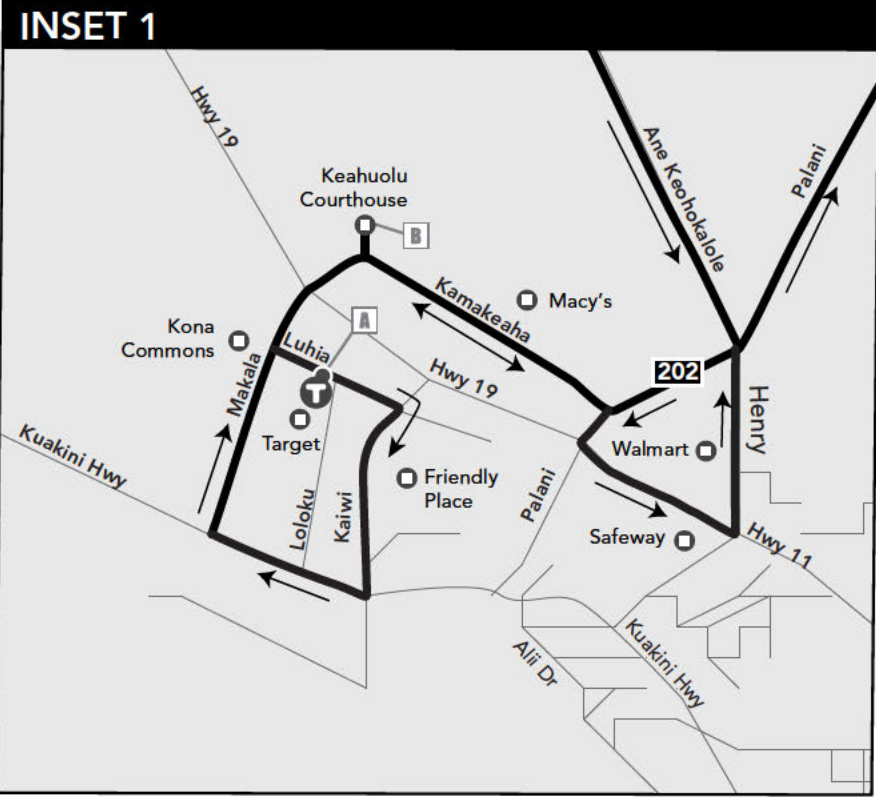 INSET 1
Hwy 19
Ane Keohokalole
Palani
Keahuolu
Courthouse
B
Kamakeaha
Macy's
Kona
Commons
A
Luhia
Makala
T
Target
Hwy 19
202
Henry
Walmart
Kuakini Hwy
Friendly
Place
Palani
Loloku
Kaiwi
Safeway
Hwy 11
Alii Dr
Kuakini Hwy